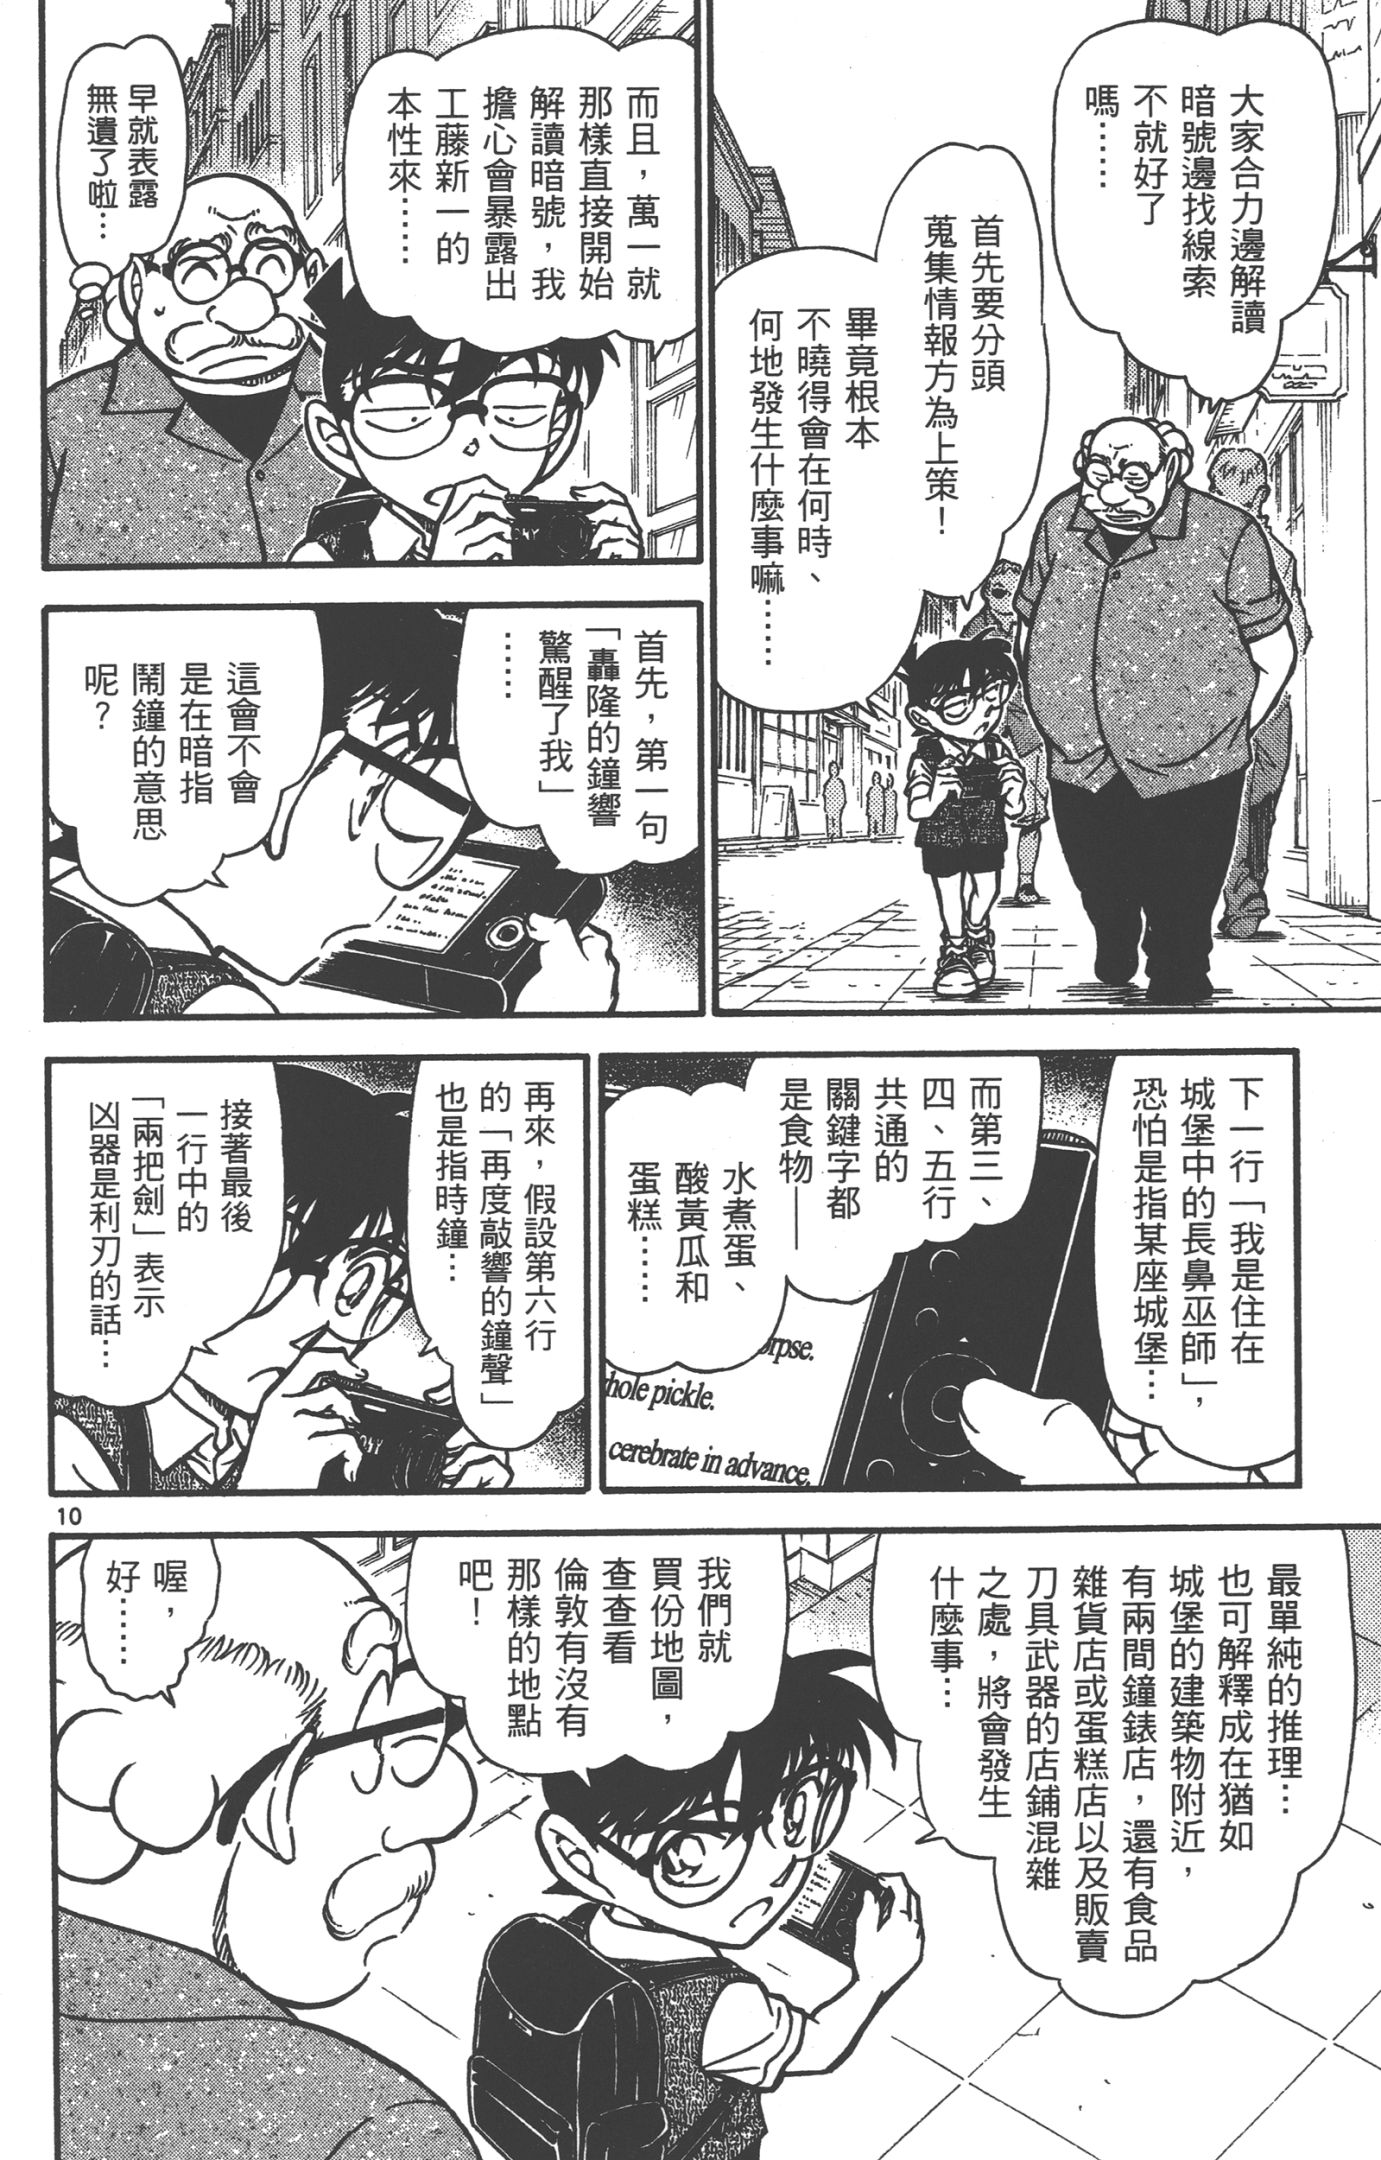 大家合力邊解讀
暗號邊找線索
不就好了
嗎……
首先要分頭
蒐集情報方為上策！
畢竟根本
不曉得會在何時、
何地發生什麼事嘛……
而且，萬一就
那樣直接開始
解讀暗號，我
擔心會暴露出
工藤新一的
本性來……
早就表露
無遺了啦…
首先，第一句
「轟隆的鐘響
驚醒了我」
……
這會不會
是在暗指
鬧鐘的意思
呢？
下一行「我是住在
城堡中的長鼻巫師」，
恐怕是指某座城堡…
而第三、
四、五行
共通的
關鍵字都
是食物——
水煮蛋、
酸黃瓜和
蛋糕……
orpse.
hole pickle.
cerebrate in advance.
再來，假設第六行
的「再度敲響的鐘聲」
也是指時鐘…
接著最後
一行中的
「兩把劍」表示
凶器是利刃的話…
10
最單純的推理…
也可解釋成在猶如
城堡的建築物附近，
有兩間鐘錶店，還有食品
雜貨店或蛋糕店以及販賣
刀具武器的店鋪混雜
之處，將會發生
什麼事…
我們就
買份地圖，
查查看
倫敦有沒有
那樣的地點
吧！
喔，
好……